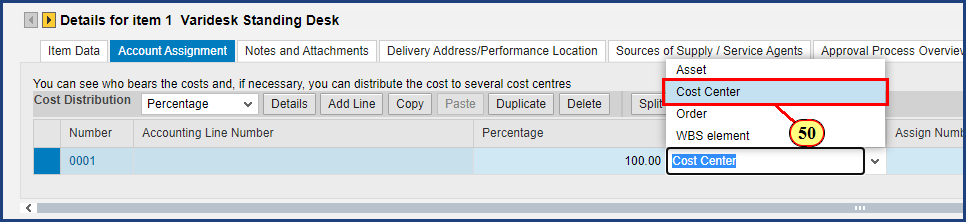 Details for item 1 Varidesk Standing Desk
Item Data Account Assignment Notes and Attachments Delivery Address/Performance Location Sources of Supply / Service Agents Approval Process Overview
You can see who bears the costs and, if necessary, you can distribute the cost to several cost centres
Asset
Cost Distribution Percentage Details Add Line Copy Paste Duplicate Delete Split
Cost Center
Order
WBS element
50
Number Accounting Line Number Percentage Assign Numb
0001 100.00 Cost Center